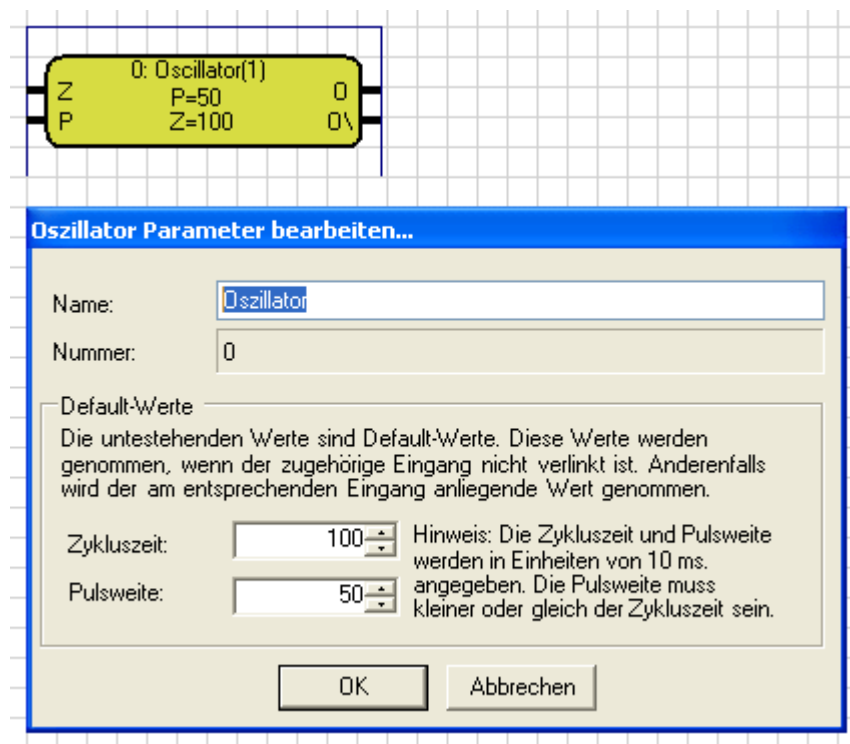 0: Oscillator(1)
Z P=50 O
P Z=100 O\
Oszillator Parameter bearbeiten...
Name: Oszillator
Nummer: 0
Default-Werte
Die untestehenden Werte sind Default-Werte. Diese Werte werden
genommen, wenn der zugehörige Eingang nicht verlinkt ist. Anderenfalls
wird der am entsprechenden Eingang anliegende Wert genommen.
Zykluszeit: 100
Pulsweite: 50
Hinweis: Die Zykluszeit und Pulsweite
werden in Einheiten von 10 ms.
angegeben. Die Pulsweite muss
kleiner oder gleich der Zykluszeit sein.
OK Abbrechen